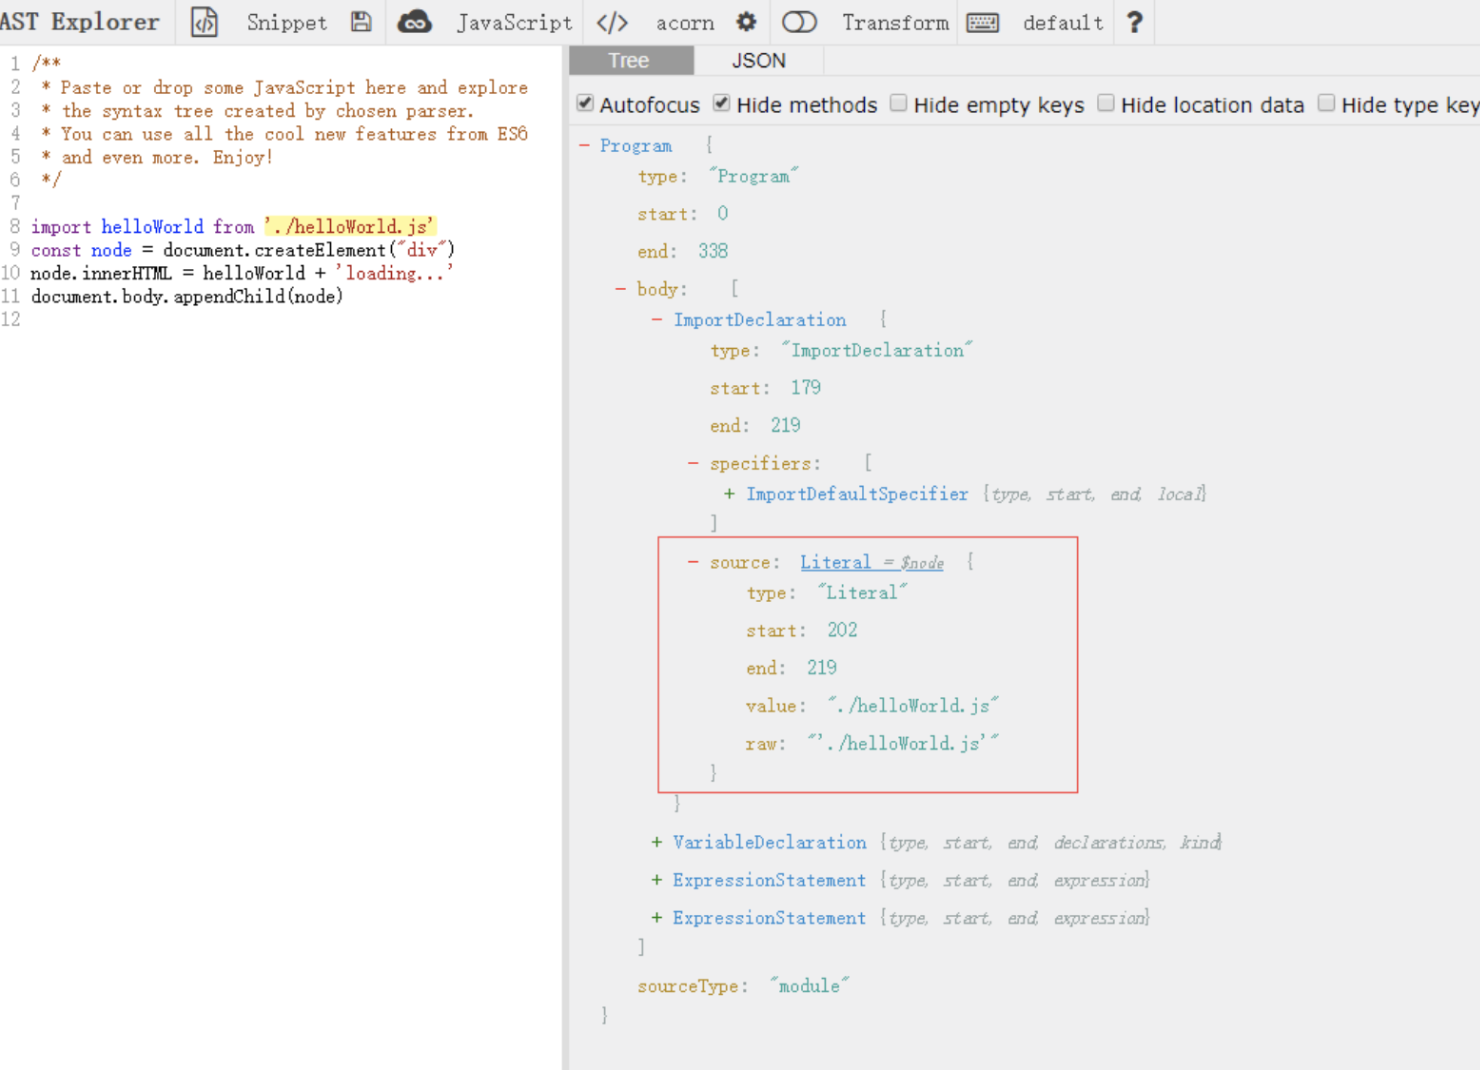 AST Explorer Snippet JavaScript </> acorn Transform default ?
Tree JSON
Autofocus Hide methods Hide empty keys Hide location data Hide type key
1 /**
2 * Paste or drop some JavaScript here and explore
3 * the syntax tree created by chosen parser.
4 * You can use all the cool new features from ES6
5 * and even more. Enjoy!
6 */
7
8 import helloWorld from './helloWorld.js'
9 const node = document.createElement("div")
10 node.innerHTML = helloWorld + 'loading...'
11 document.body.appendChild(node)
12
- Program {
type: "Program"
start: 0
end: 338
- body: [
- ImportDeclaration {
type: "ImportDeclaration"
start: 179
end: 219
- specifiers: [
+ ImportDefaultSpecifier {type, start, end, local}
]
- source: Literal = $node {
type: "Literal"
start: 202
end: 219
value: "./helloWorld.js"
raw: "'./helloWorld.js'"
}
}
+ VariableDeclaration {type, start, end, declarations, kind}
+ ExpressionStatement {type, start, end, expression}
+ ExpressionStatement {type, start, end, expression}
]
sourceType: "module"
}